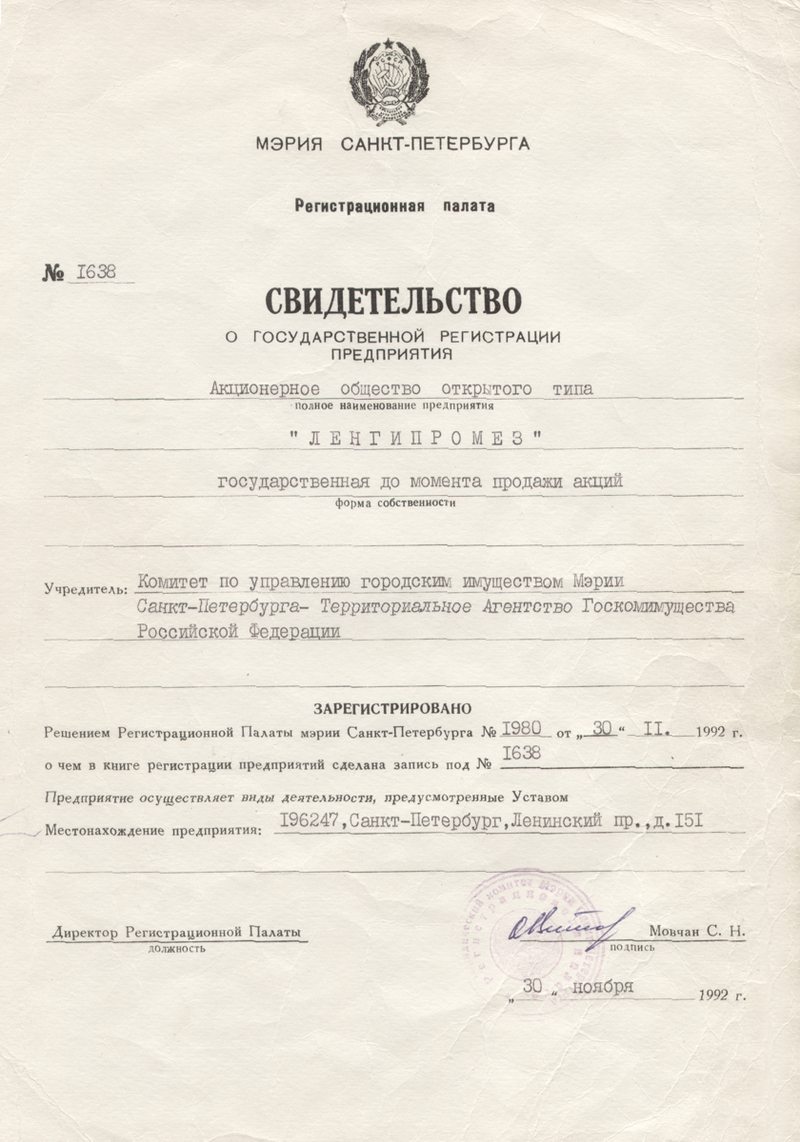 МЭРИЯ САНКТ-ПЕТЕРБУРГА
Регистрационная палата
№ I638
СВИДЕТЕЛЬСТВО
О ГОСУДАРСТВЕННОЙ РЕГИСТРАЦИИ
ПРЕДПРИЯТИЯ
Акционерное общество открытого типа
полное наименование предприятия
"ЛЕНГИПРОМЕЗ"
государственная до момента продажи акций
форма собственности
Учредитель: Комитет по управлению городским имуществом Мэрии
Санкт-Петербурга- Территориальное Агентство Госкомимущества
Российской Федерации
ЗАРЕГИСТРИРОВАНО
Решением Регистрационной Палаты мэрии Санкт-Петербурга № I980 от „ 30 “ II. 1992 г.
о чем в книге регистрации предприятий сделана запись под № I638
Предприятие осуществляет виды деятельности, предусмотренные Уставом
Местонахождение предприятия: I96247,Санкт-Петербург,Ленинский пр.,д.I5I
Директор Регистрационной Палаты Мовчан С. Н.
должность подпись
„ 30 „ ноября 1992 г.